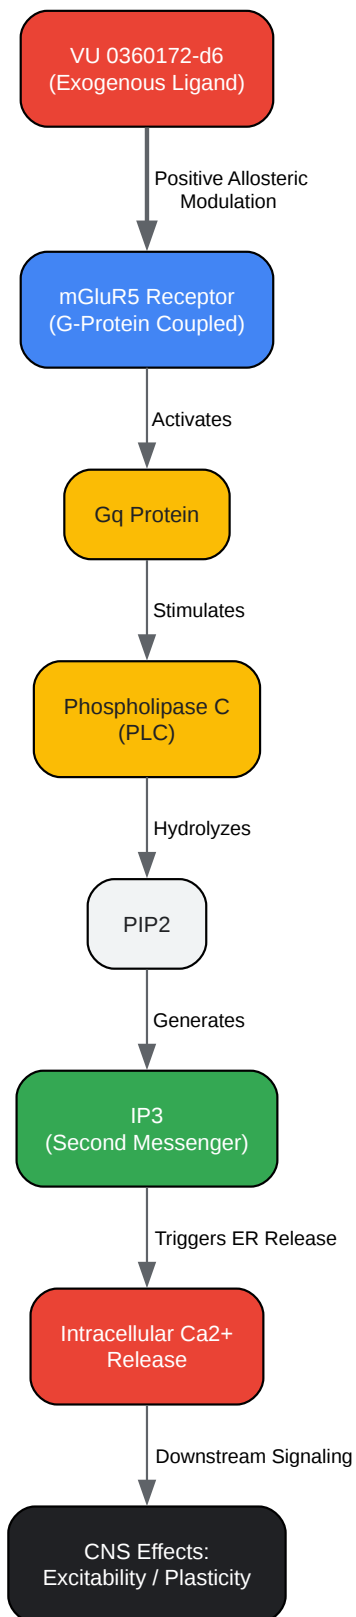 VU 0360172-d6
(Exogenous Ligand)
Positive Allosteric
Modulation
mGluR5 Receptor
(G-Protein Coupled)
Activates
Gq Protein
Stimulates
Phospholipase C
(PLC)
Hydrolyzes
PIP2
Generates
IP3
(Second Messenger)
Triggers ER Release
Intracellular Ca2+
Release
Downstream Signaling
CNS Effects:
Excitability / Plasticity